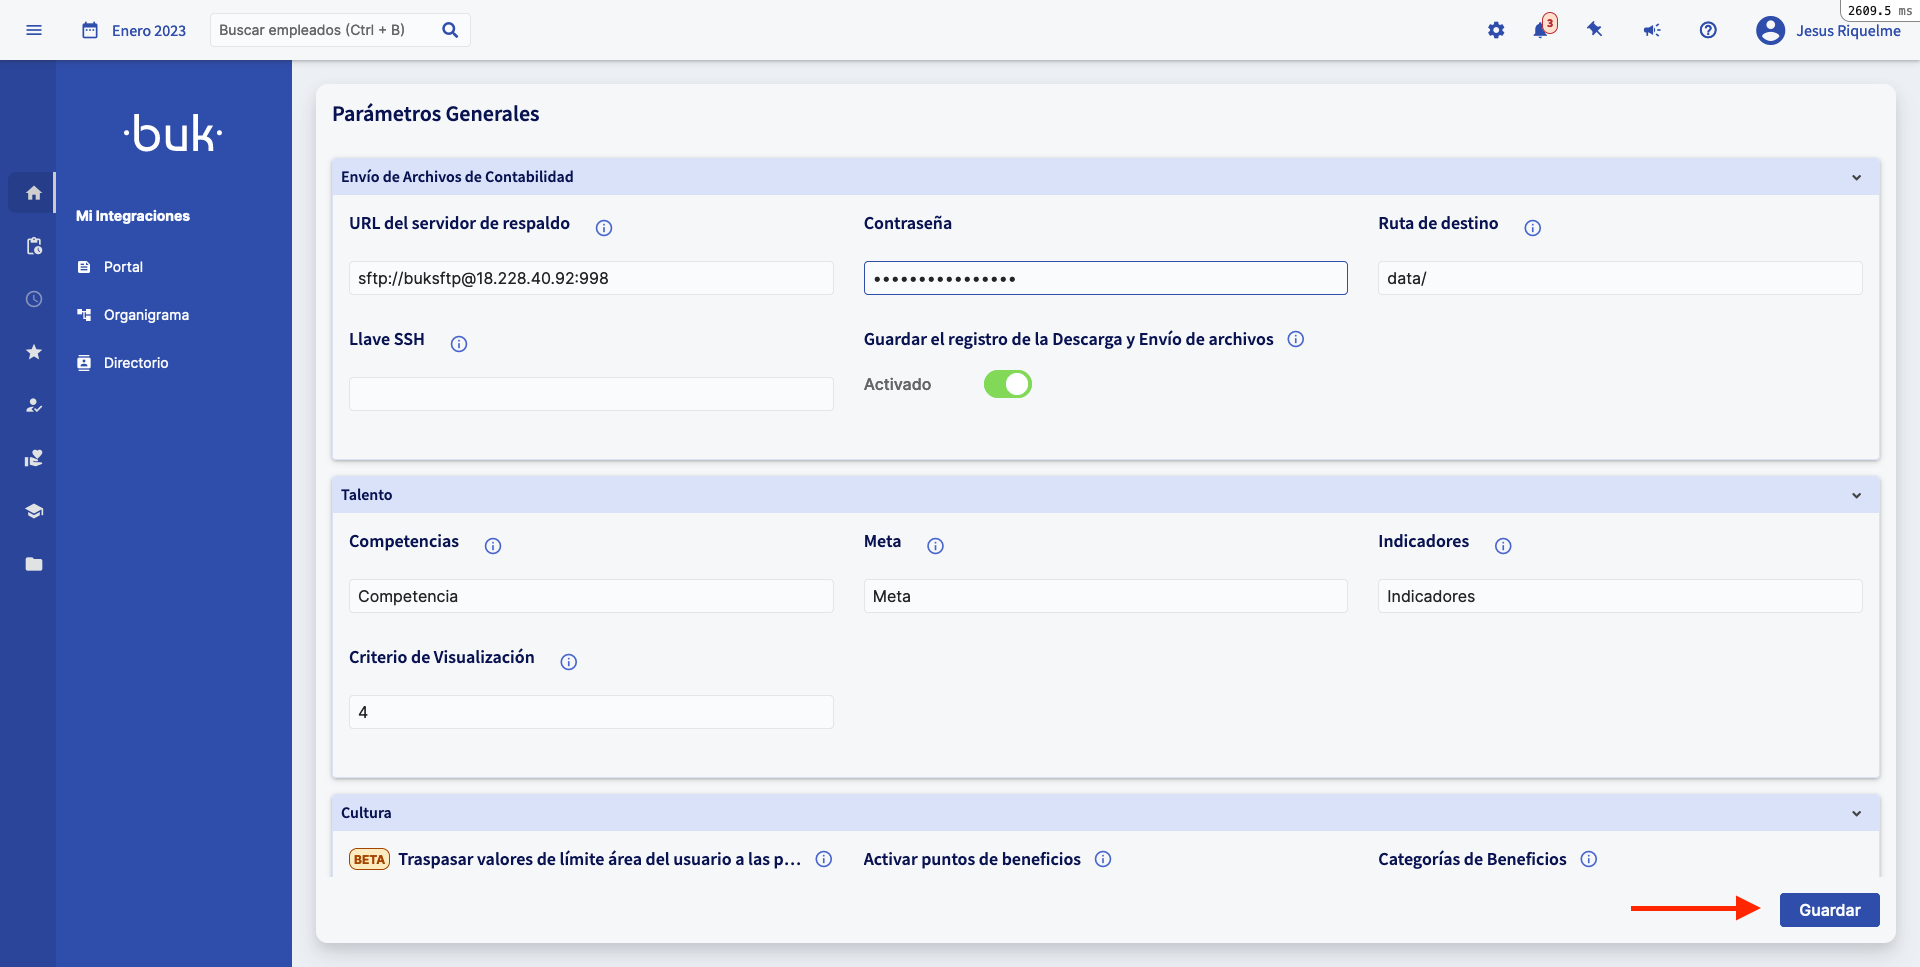 2609.5 ms
Enero 2023
Buscar empleados (Ctrl + B)
3
Jesus Riquelme
·buk·
Mi Integraciones
Portal
Organigrama
Directorio
Parámetros Generales
Envío de Archivos de Contabilidad
URL del servidor de respaldo
Contraseña
Ruta de destino
sftp://buksftp@18.228.40.92:998
••••••••••••••••
data/
Llave SSH
Guardar el registro de la Descarga y Envío de archivos
Activado
Talento
Competencias
Meta
Indicadores
Competencia
Meta
Indicadores
Criterio de Visualización
4
Cultura
BETA Traspasar valores de límite área del usuario a las p...
Activar puntos de beneficios
Categorías de Beneficios
Guardar